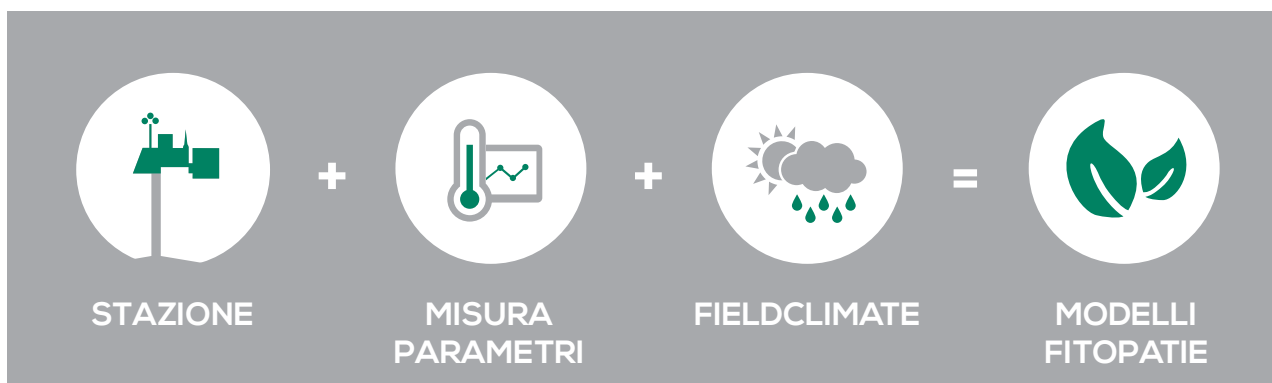 +
+
=
STAZIONE
MISURA
PARAMETRI
FIELDCLIMATE
MODELLI
FITOPATIE